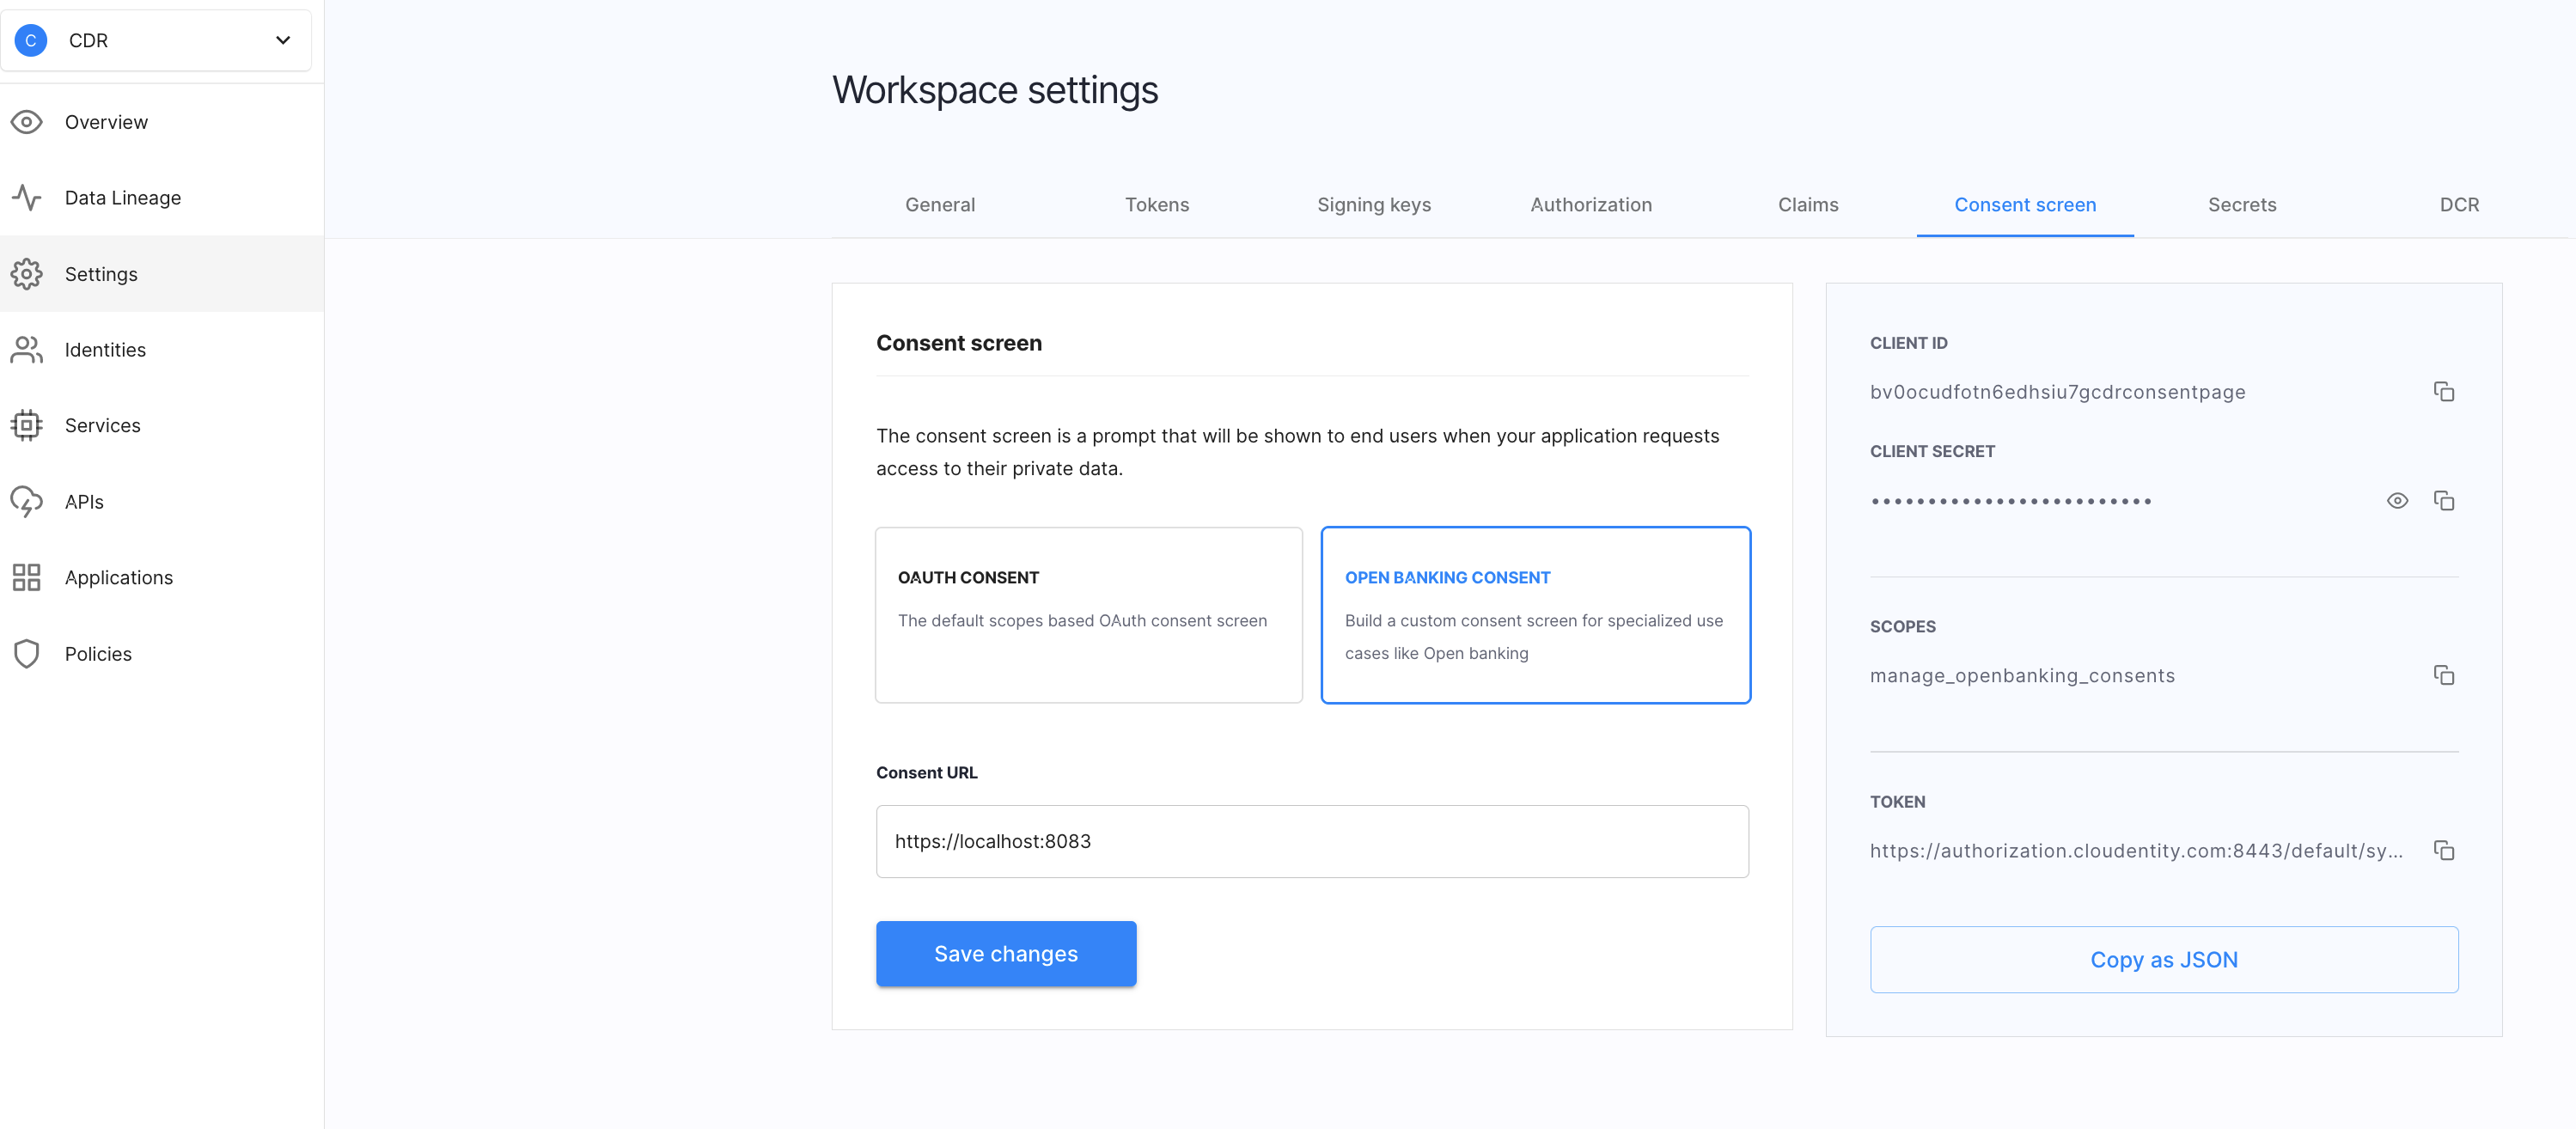 C
CDR
Overview
Data Lineage
Settings
Identities
Services
APIs
Applications
Policies
Workspace settings
General
Tokens
Signing keys
Authorization
Claims
Consent screen
Secrets
DCR
Consent screen
The consent screen is a prompt that will be shown to end users when your application requests
access to their private data.
OAUTH CONSENT
The default scopes based OAuth consent screen
OPEN BANKING CONSENT
Build a custom consent screen for specialized use
cases like Open banking
Consent URL
https://localhost:8083
Save changes
CLIENT ID
bv0ocudfotn6edhsiu7gcdrconsentpage
CLIENT SECRET
•••••••••••••••••••••••••
SCOPES
manage_openbanking_consents
TOKEN
https://authorization.cloudentity.com:8443/default/sy...
Copy as JSON